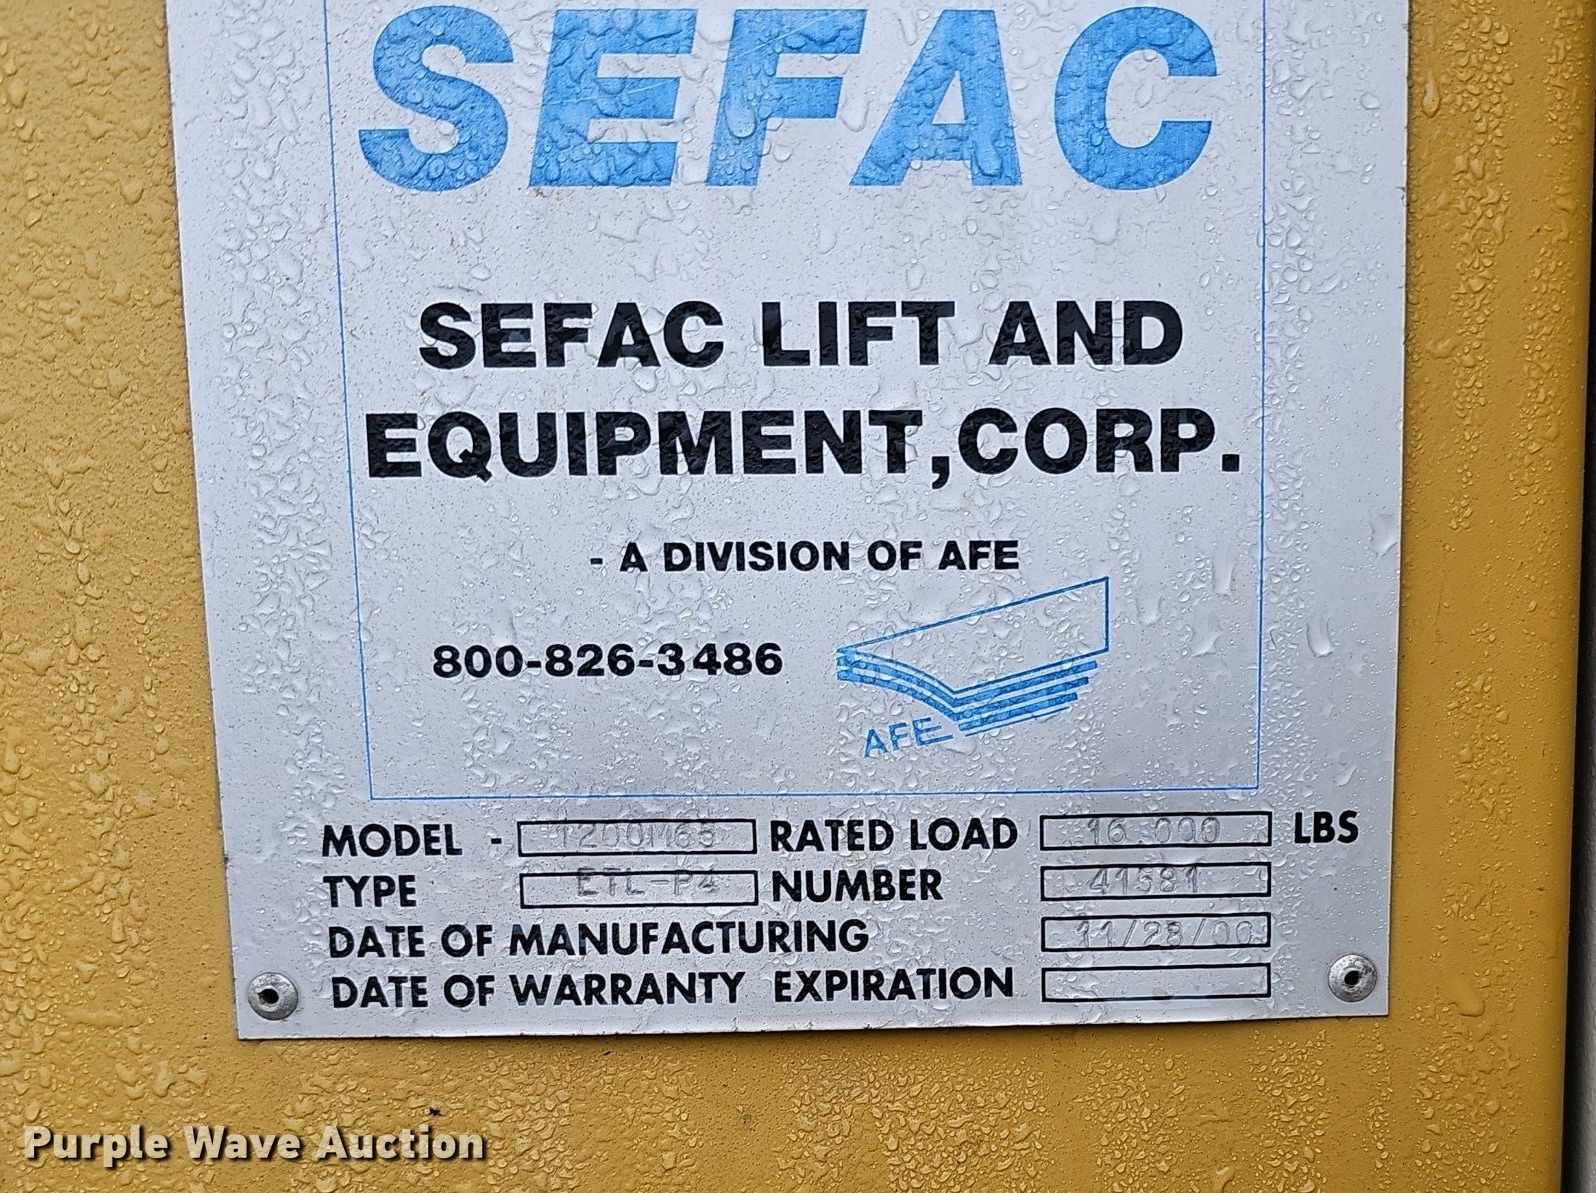 SEFAC
SEFAC LIFT AND
EQUIPMENT,CORP.
- A DIVISION OF AFE
800-826-3486
AFE
MODEL - 1200M65 RATED LOAD 16.000 LBS
TYPE ETL-P4 NUMBER 41581
DATE OF MANUFACTURING 11/28/00
DATE OF WARRANTY EXPIRATION
Purple Wave Auction